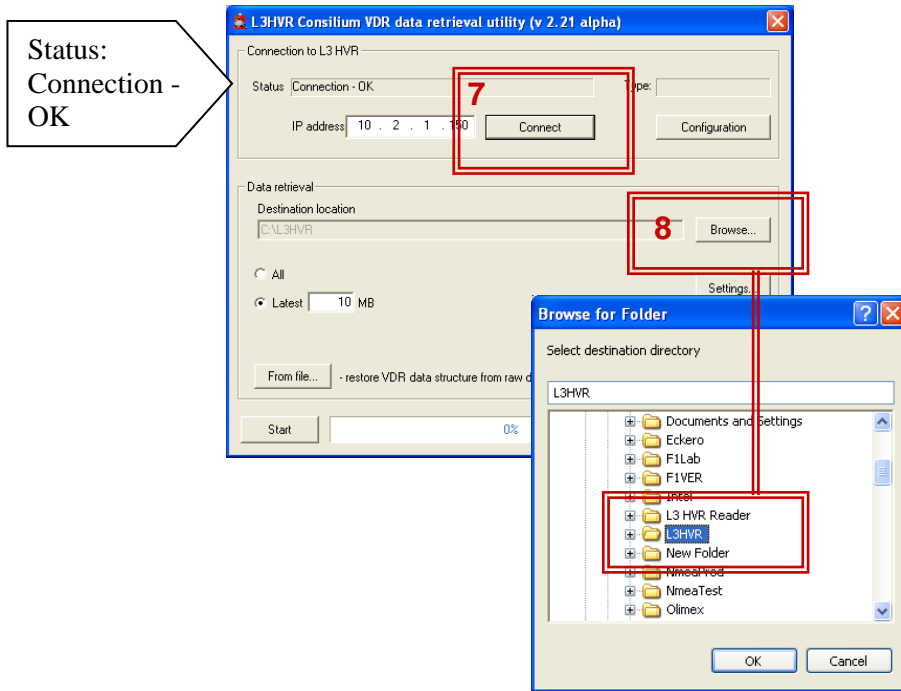 Status:
Connection -
OK
L3HVR Consilium VDR data retrieval utility (v 2.21 alpha)
Connection to L3 HVR
Status Connection - OK
Type:
7
IP address 10 . 2 . 1 . 150
Connect
Configuration
Data retrieval
Destination location
C:\L3HVR
8
Browse...
All
Settings...
Latest 10 MB
From file...
- restore VDR data structure from raw d
Start
0%
Browse for Folder
Select destination directory
L3HVR
Documents and Settings
Eckero
F1Lab
F1VER
Intel
L3 HVR Reader
L3HVR
New Folder
NmeaProd
NmeaTest
Olimex
OK
Cancel